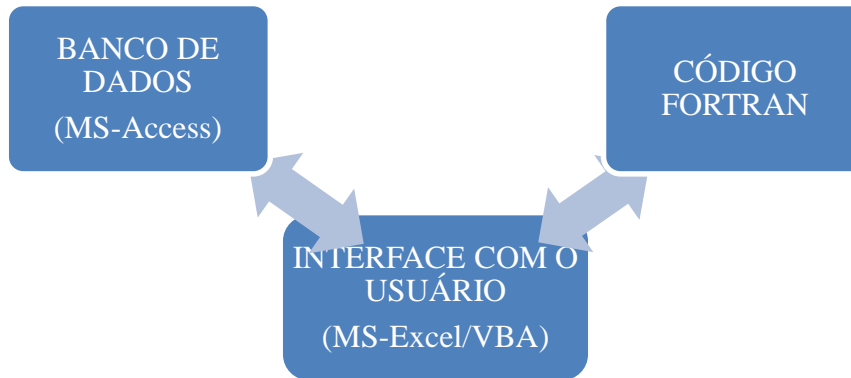 BANCO DE
DADOS
(MS-Access)
CÓDIGO
FORTRAN
INTERFACE COM O
USUÁRIO
(MS-Excel/VBA)